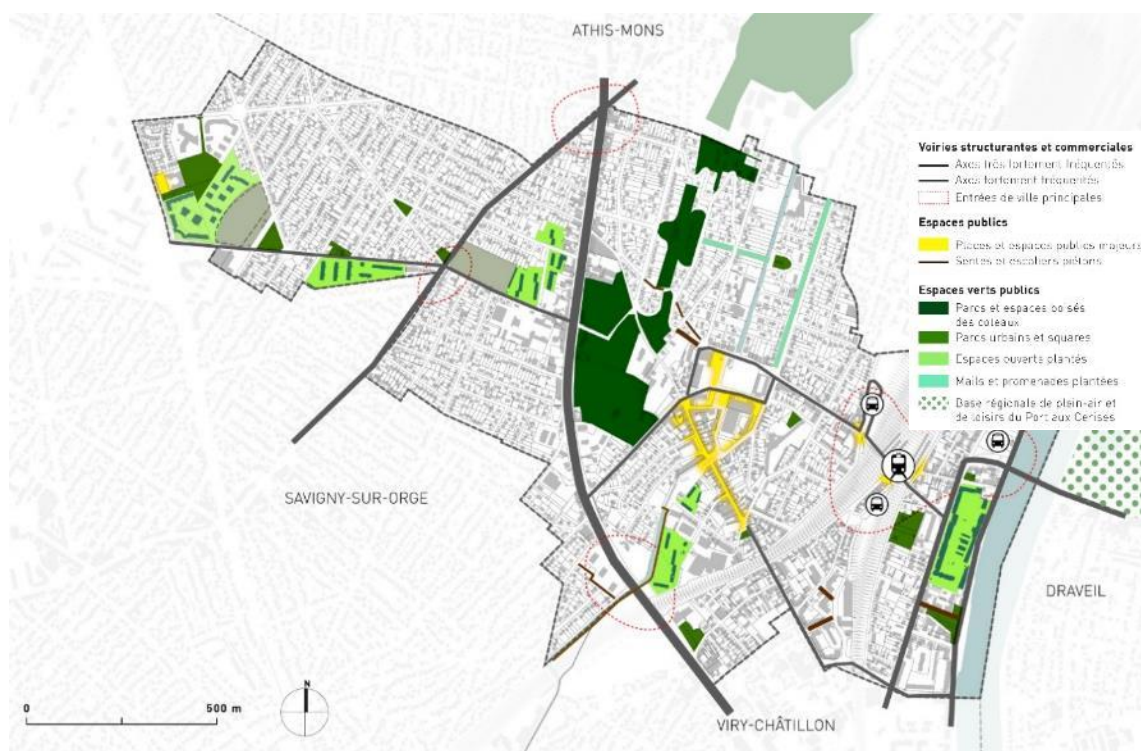 ATHIS-MONS
Voiries structurantes et commerciales
Axes très fortement fréquentés
Axes fortement fréquentés
Entrées de ville principales
Espaces publics
Places et espaces publics majeurs
Sentes et escaliers piétons
Espaces verts publics
Parcs et espaces boisés
des coteaux
Parcs urbains et squares
Espaces ouverts plantés
Mails et promenades plantées
Base régionale de plein-air et
de loisirs du Port aux Cerises
SAVIGNY-SUR-ORGE
DRAVEIL
0 500 m
N
VIRY-CHÂTILLON